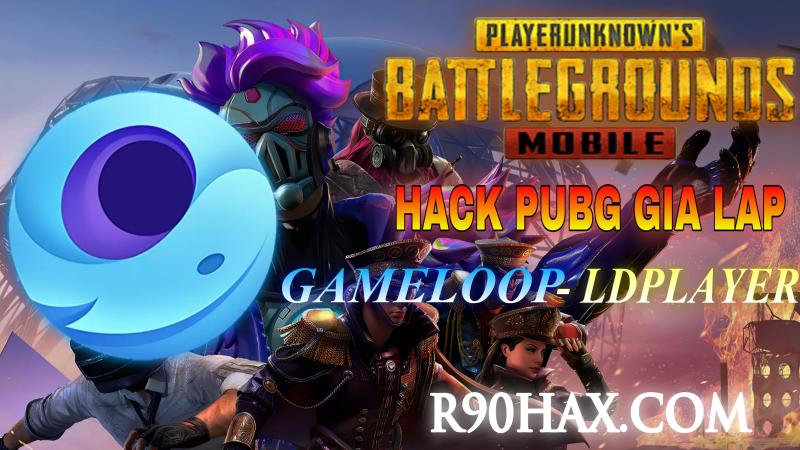 PLAYERUNKNOWN'S
BATTLEGROUNDS
MOBILE
HACK PUBG GIA LAP
GAMELOOP- LDPLAYER
R90HAX.COM